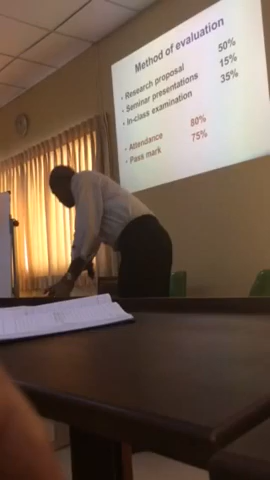 Method of evaluation
• Research proposal 50%
• Seminar presentations 15%
• In-class examination 35%
• Attendance 80%
• Pass mark 75%